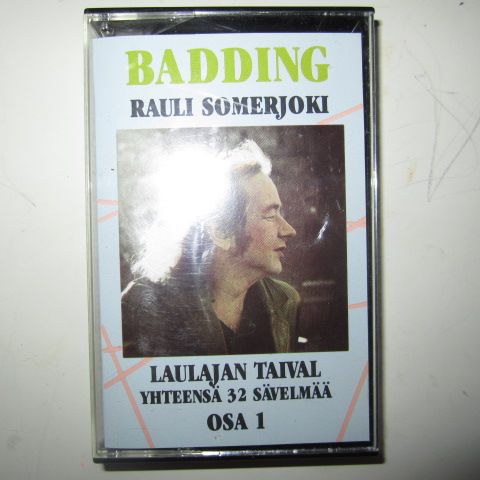 BADDING
RAULI SOMERJOKI
LAULAJAN TAIVAL
YHTEENSÄ 32 SÄVELMÄÄ
OSA 1